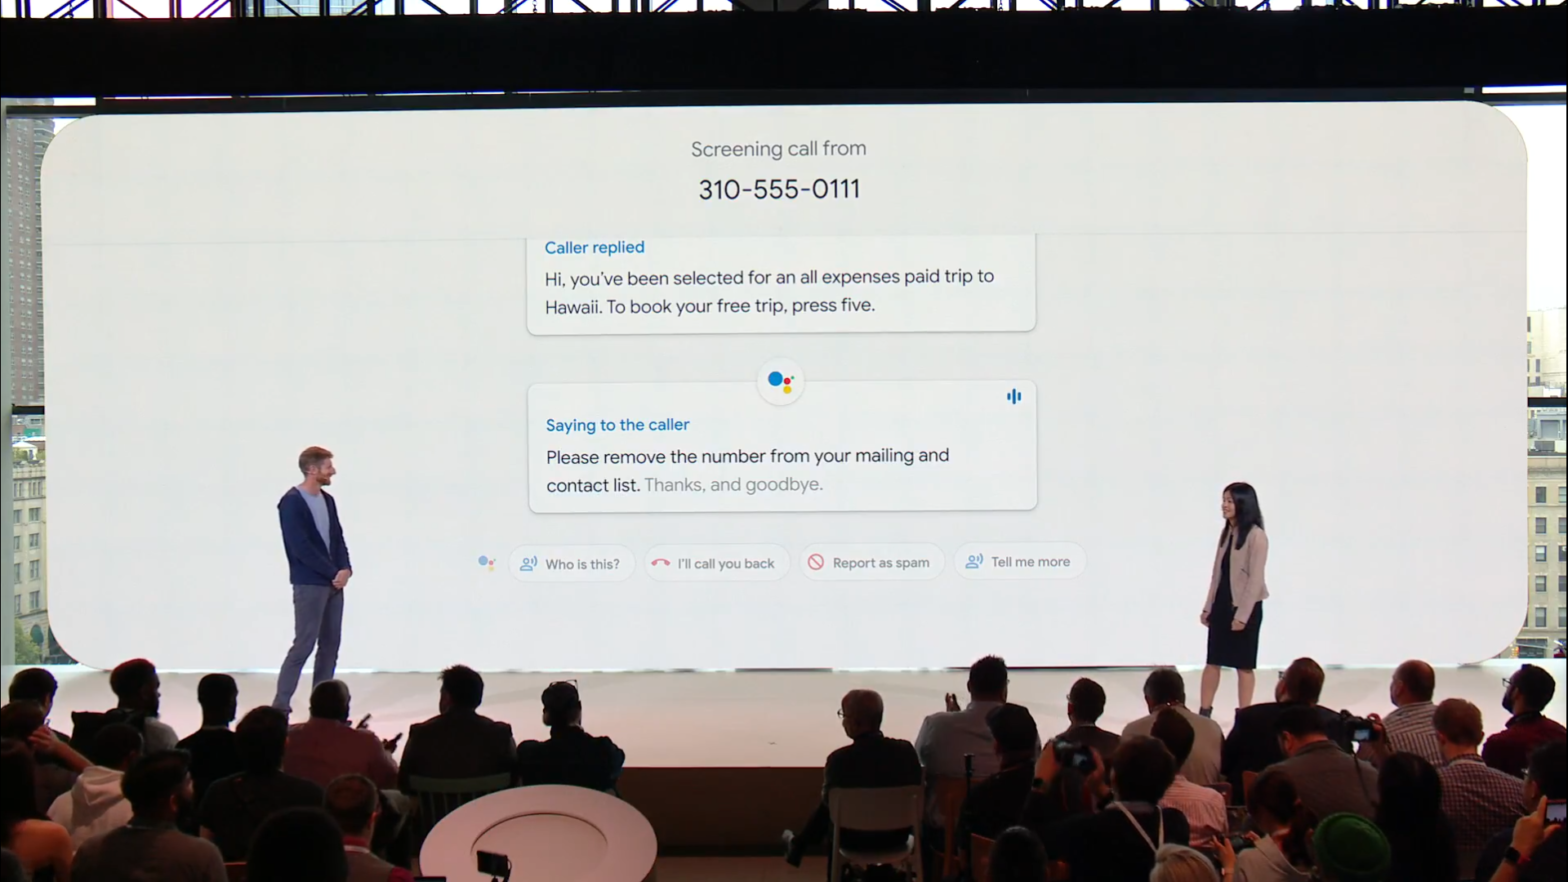 Screening call from
310-555-0111
Caller replied
Hi, you've been selected for an all expenses paid trip to
Hawaii. To book your free trip, press five.
Saying to the caller
Please remove the number from your mailing and
contact list. Thanks, and goodbye.
Who is this?
I'll call you back
Report as spam
Tell me more